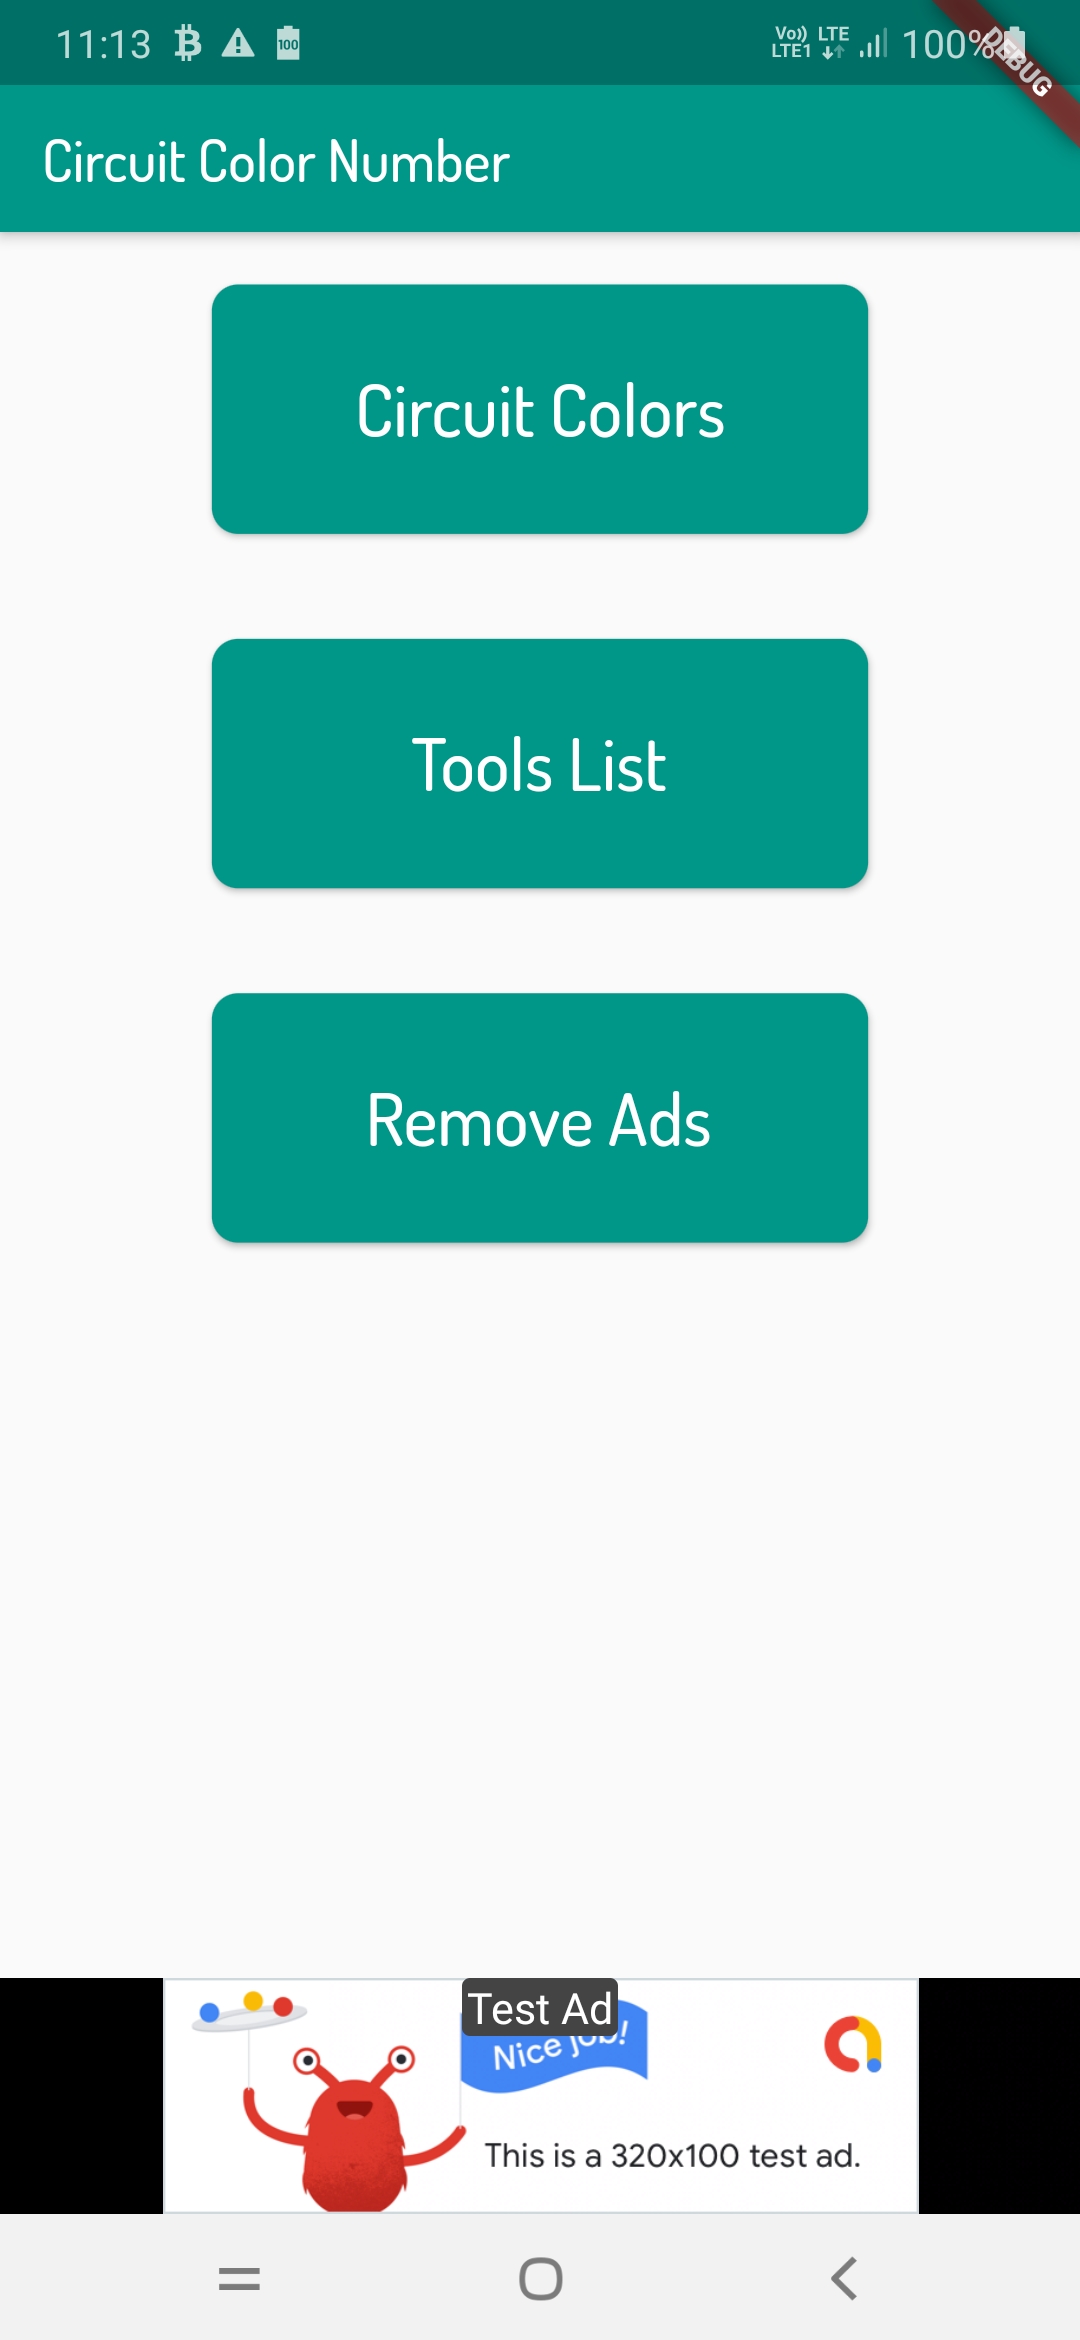 11:13
100
Vo)) LTE
LTE1
100%
DEBUG
Circuit Color Number
Circuit Colors
Tools List
Remove Ads
Test Ad
Nice job!
This is a 320x100 test ad.